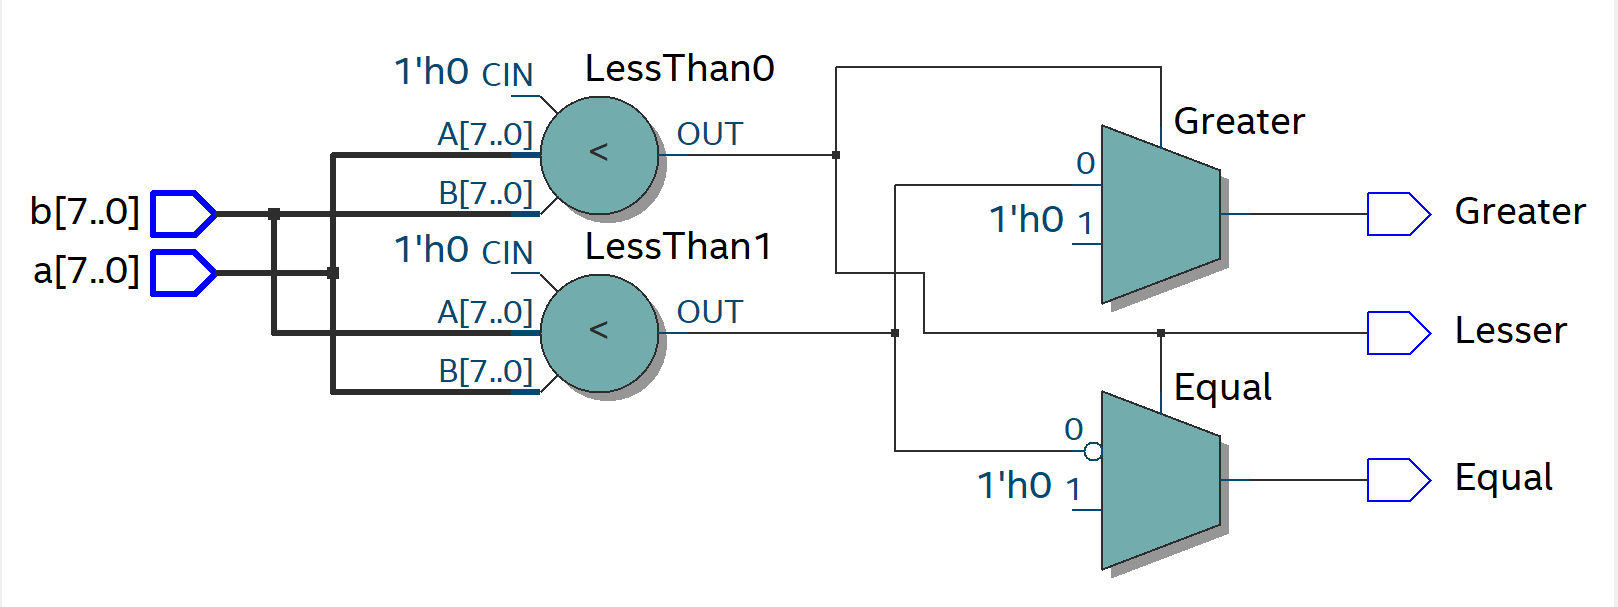 1'h0 CIN
LessThan0
A[7..0]
<
OUT
B[7..0]
b[7..0]
a[7..0]
1'h0 CIN
LessThan1
A[7..0]
<
OUT
B[7..0]
Greater
0
1'h0 1
Greater
Lesser
Equal
0
1'h0 1
Equal